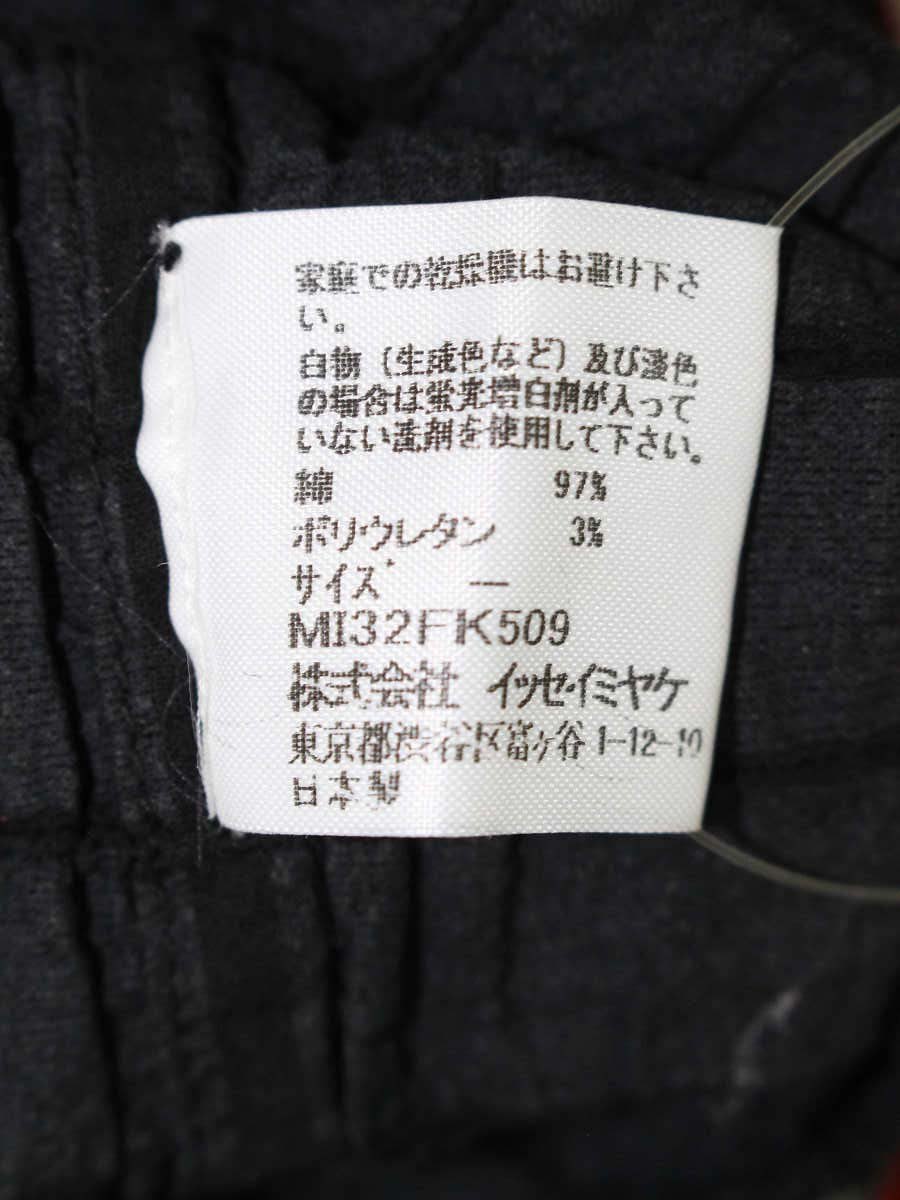 家庭での乾燥機はお避け下さ
い。
白物(生成色など)及び淡色
の場合は蛍光増白剤が入って
いない洗剤を使用して下さい。
綿 97%
ポリウレタン 3%
サイズ ー
MI32FK509
株式会社 イッセイミヤケ
東京都渋谷区富ヶ谷1-12-10
日本製